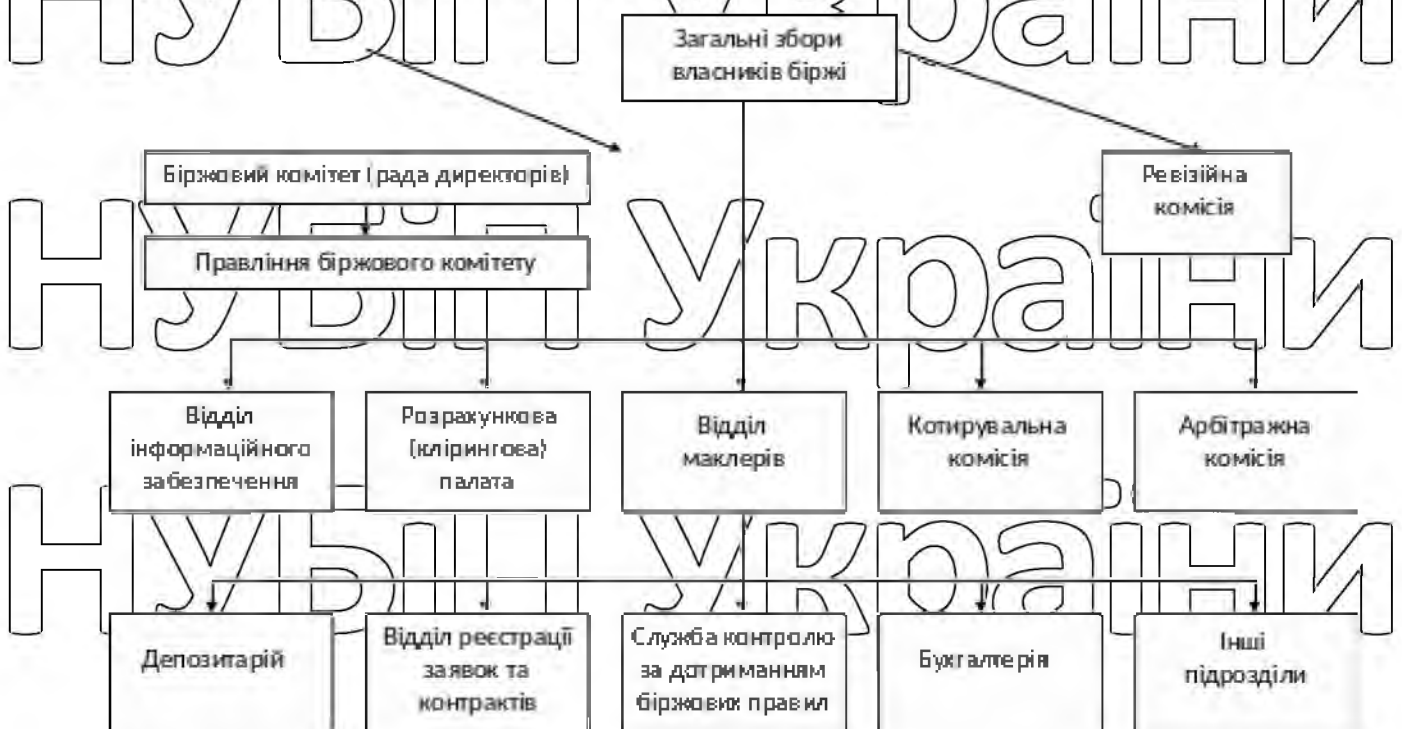 НУБіП України
Загальні збори
власників біржі
Біржовий комітет (рада директорів)
Ревізійна
комісія
Правління біржового комітету
НУБіП України
Відділ
інформаційного
забезпечення
Розрахункова
(клірингова)
палата
Відділ
маклерів
Котирувальна
комісія
Арбітражна
комісія
НУБіП України
Депозитарій
Відділ реєстрації
заявок та
контрактів
Служба контролю
за дотриманням
біржових правил
Бухгалтерія
Інші
підрозділи